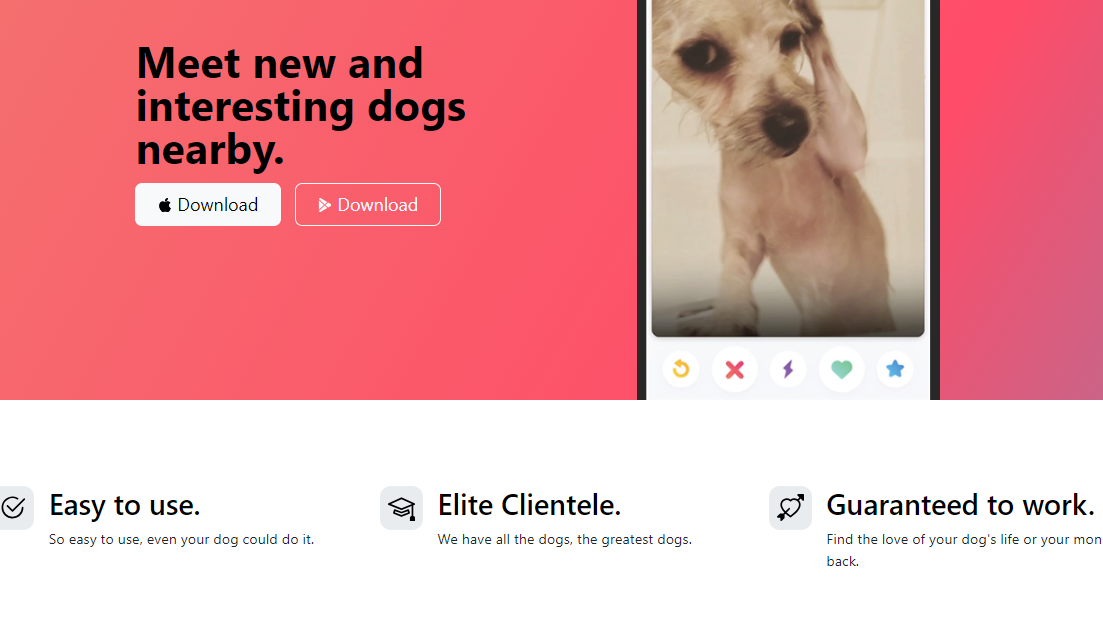 Meet new and
interesting dogs
nearby.
Download
Download
Easy to use.
So easy to use, even your dog could do it.
Elite Clientele.
We have all the dogs, the greatest dogs.
Guaranteed to work.
Find the love of your dog's life or your mon
back.